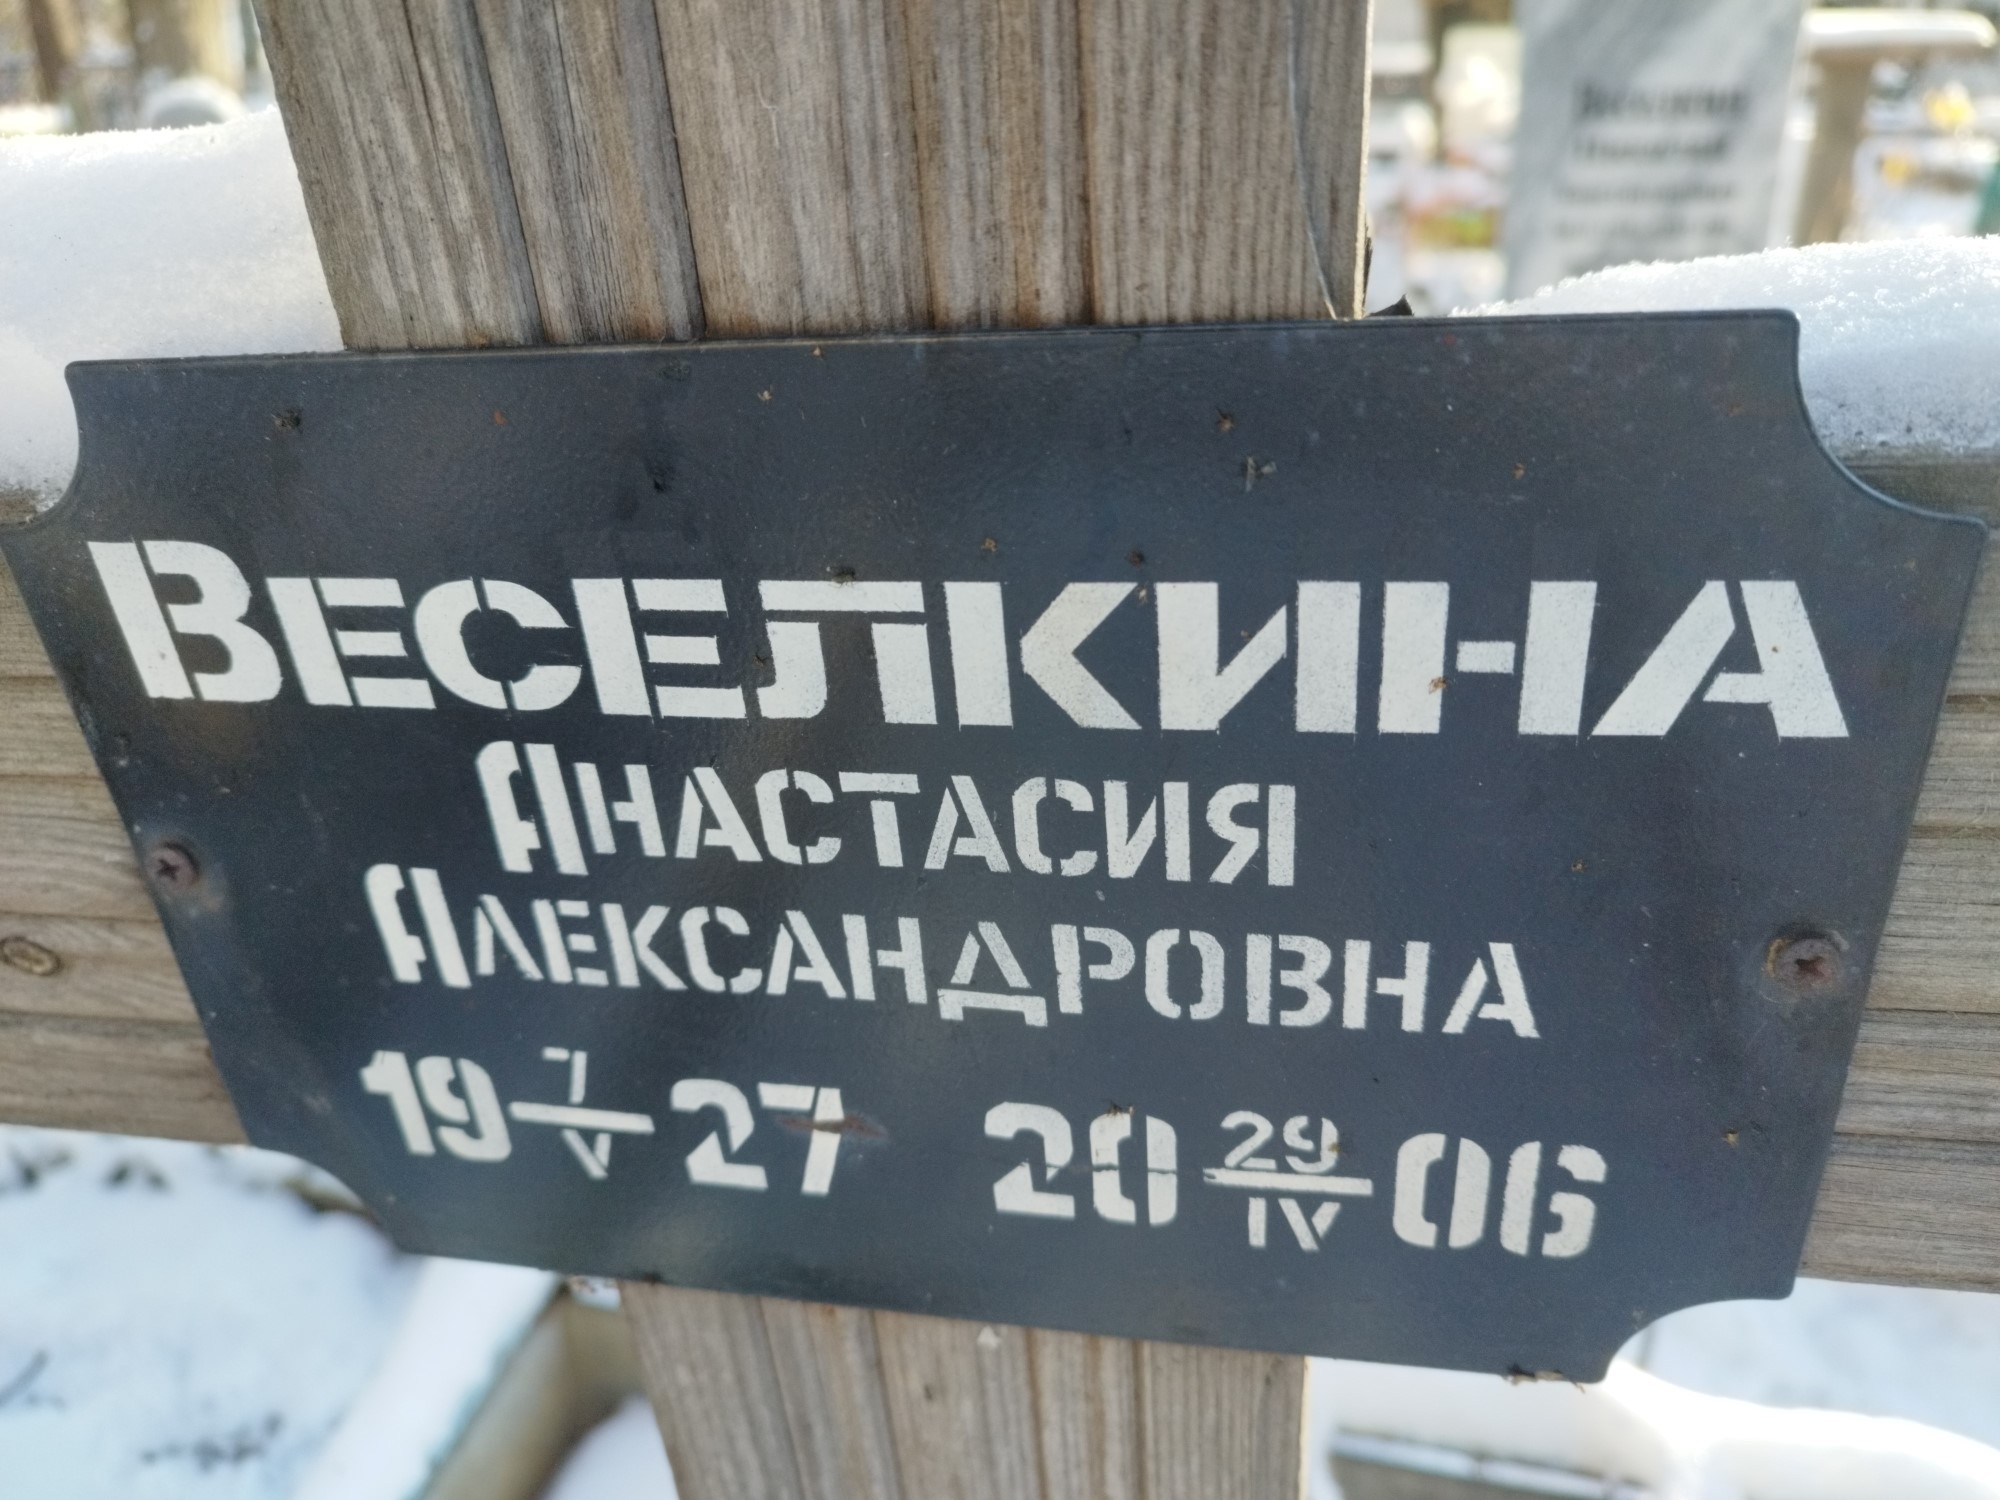 Веселкина
Анастасия
Александровна
19 7/V 27 20 29/IV 06